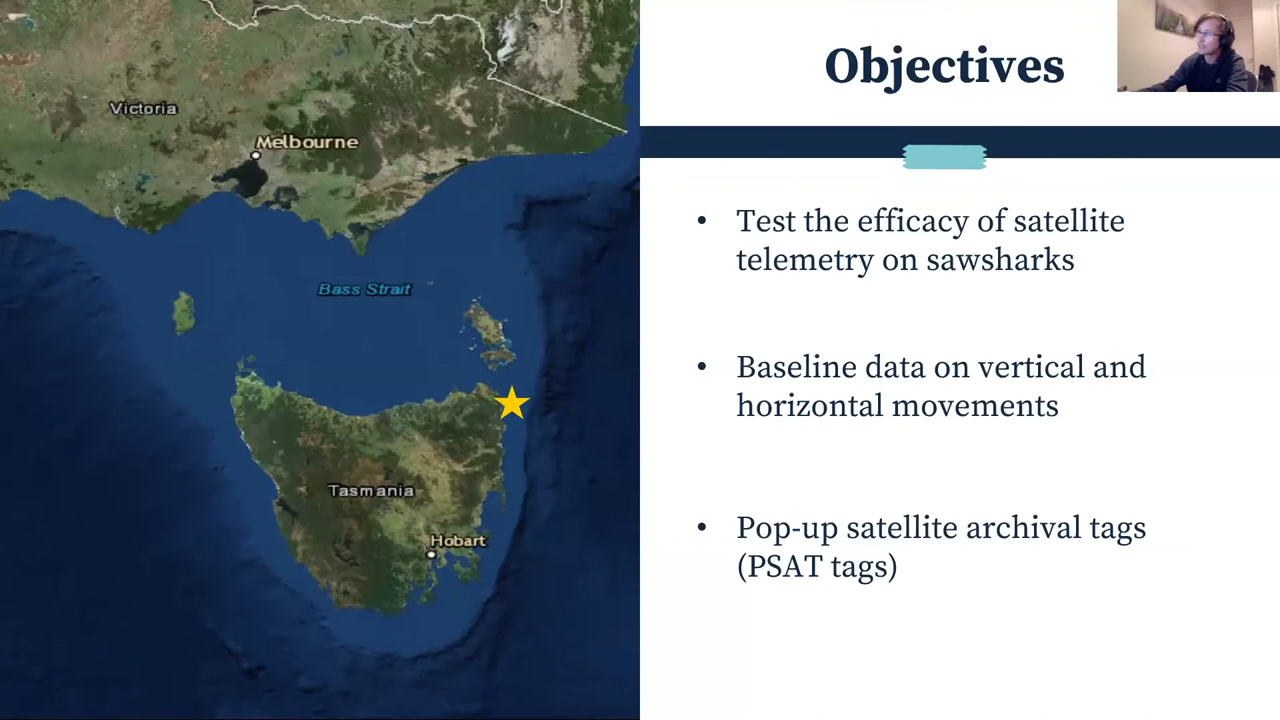 Victoria
Melbourne
Bass Strait
Tasmania
Hobart
Objectives
• Test the efficacy of satellite
telemetry on sawsharks
• Baseline data on vertical and
horizontal movements
• Pop-up satellite archival tags
(PSAT tags)